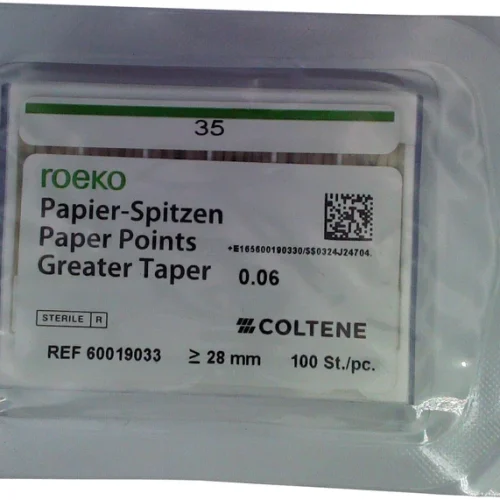 35
roeko
Papier-Spitzen
Paper Points
+E165600190330/SS0324J24704.
Greater Taper 0.06
STERILE R
COLTENE
REF 60019033 ≥ 28 mm 100 St./pc.